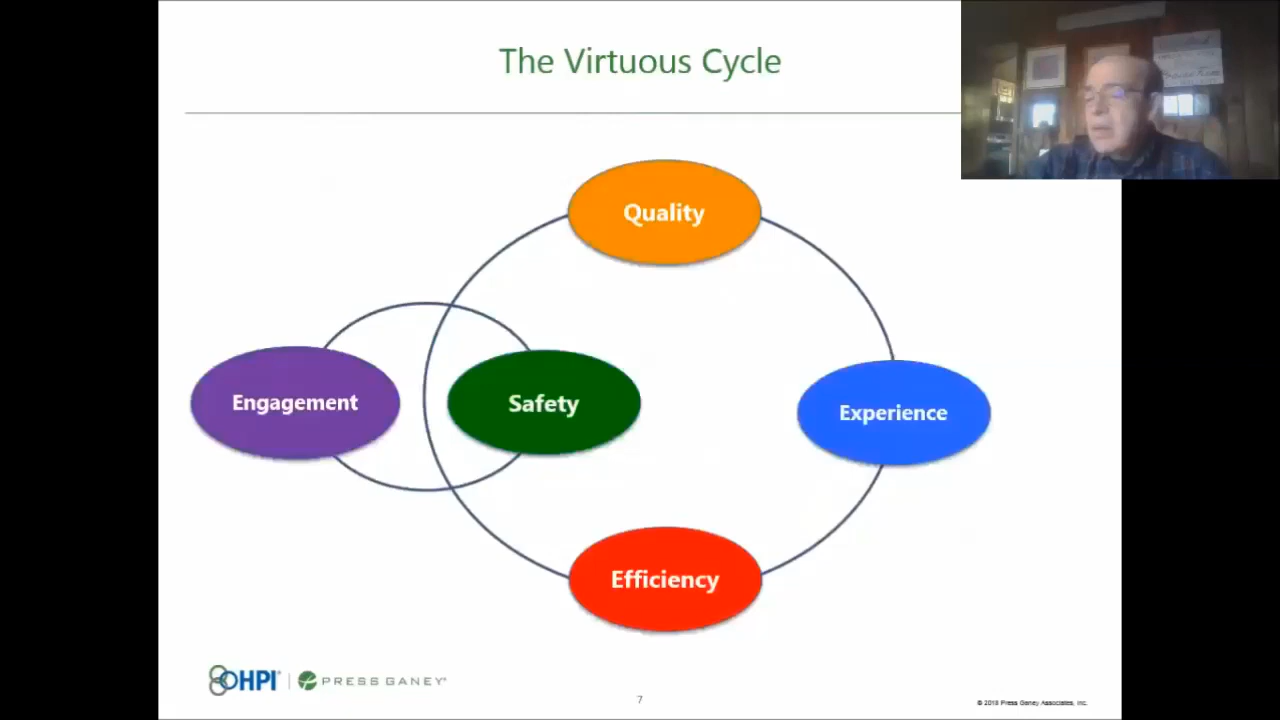 The Virtuous Cycle
Quality
Engagement
Safety
Experience
Efficiency
HPI
PRESS GANEY
7
© 2018 Press Ganey Associates, Inc.